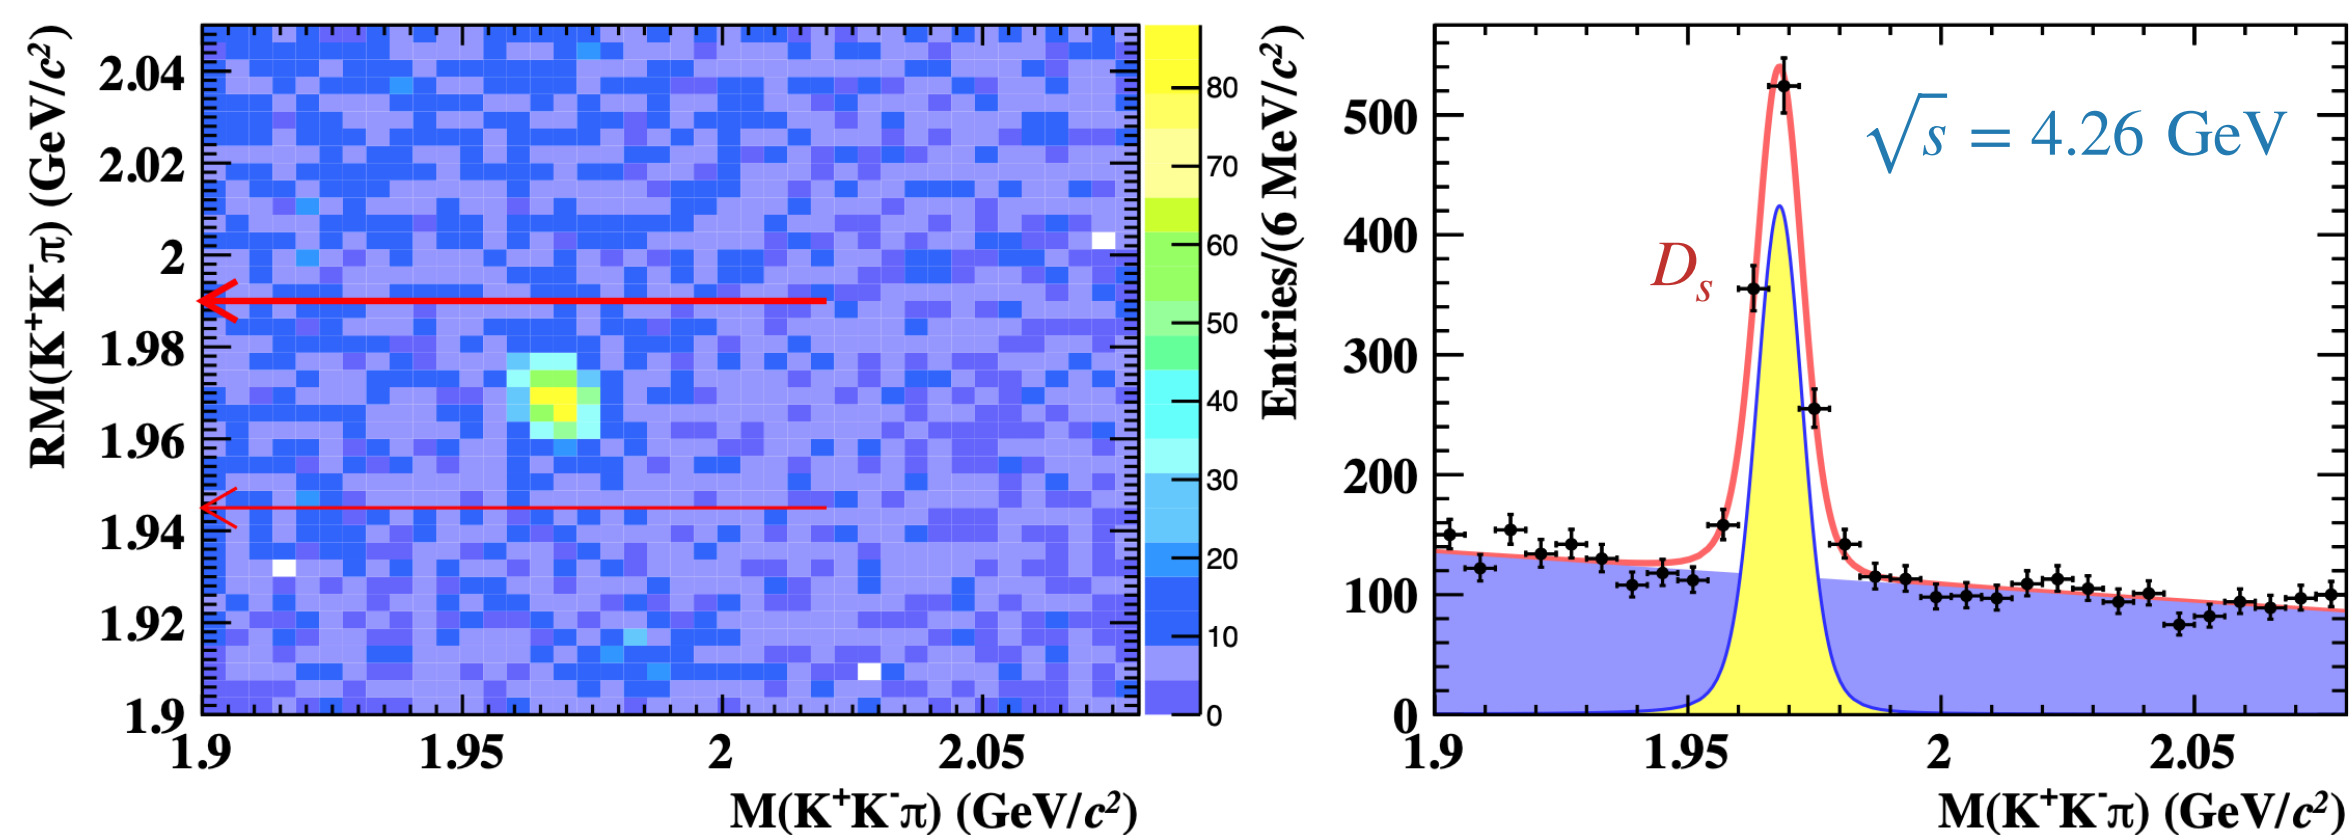 RM(K⁺K⁻π) (GeV/c²)
2.04
2.02
2
1.98
1.96
1.94
1.92
1.9
1.9 1.95 2 2.05
M(K⁺K⁻π) (GeV/c²)
80
70
60
50
40
30
20
10
0
Entries/(6 MeV/c²)
500
400
300
200
100
0
√s = 4.26 GeV
Dₛ
1.9 1.95 2 2.05
M(K⁺K⁻π) (GeV/c²)